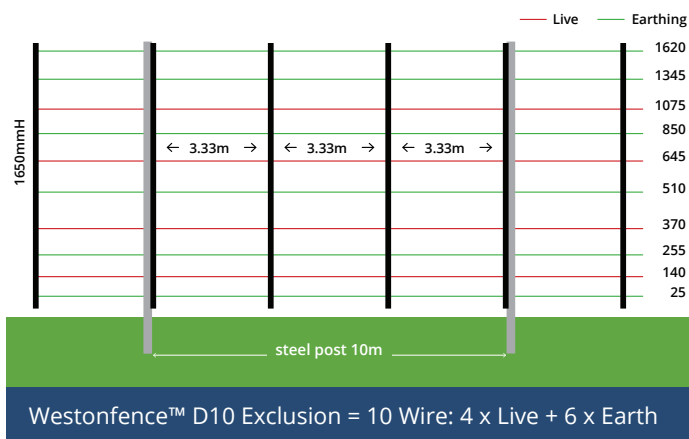 Live Earthing
1620
1345
1075
850
645
510
370
255
140
25
1650mmH
← 3.33m → ← 3.33m → ← 3.33m →
steel post 10m
Westonfence™ D10 Exclusion = 10 Wire: 4 x Live + 6 x Earth